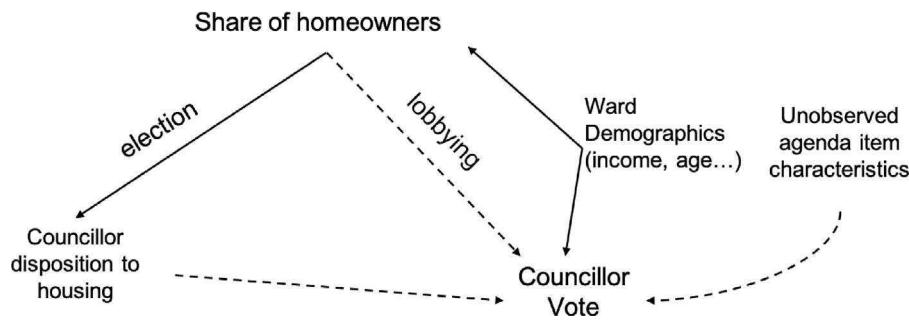 Share of homeowners
election
lobbying
Ward
Demographics
(income, age…)
Unobserved
agenda item
characteristics
Councillor
disposition to
housing
Councillor
Vote